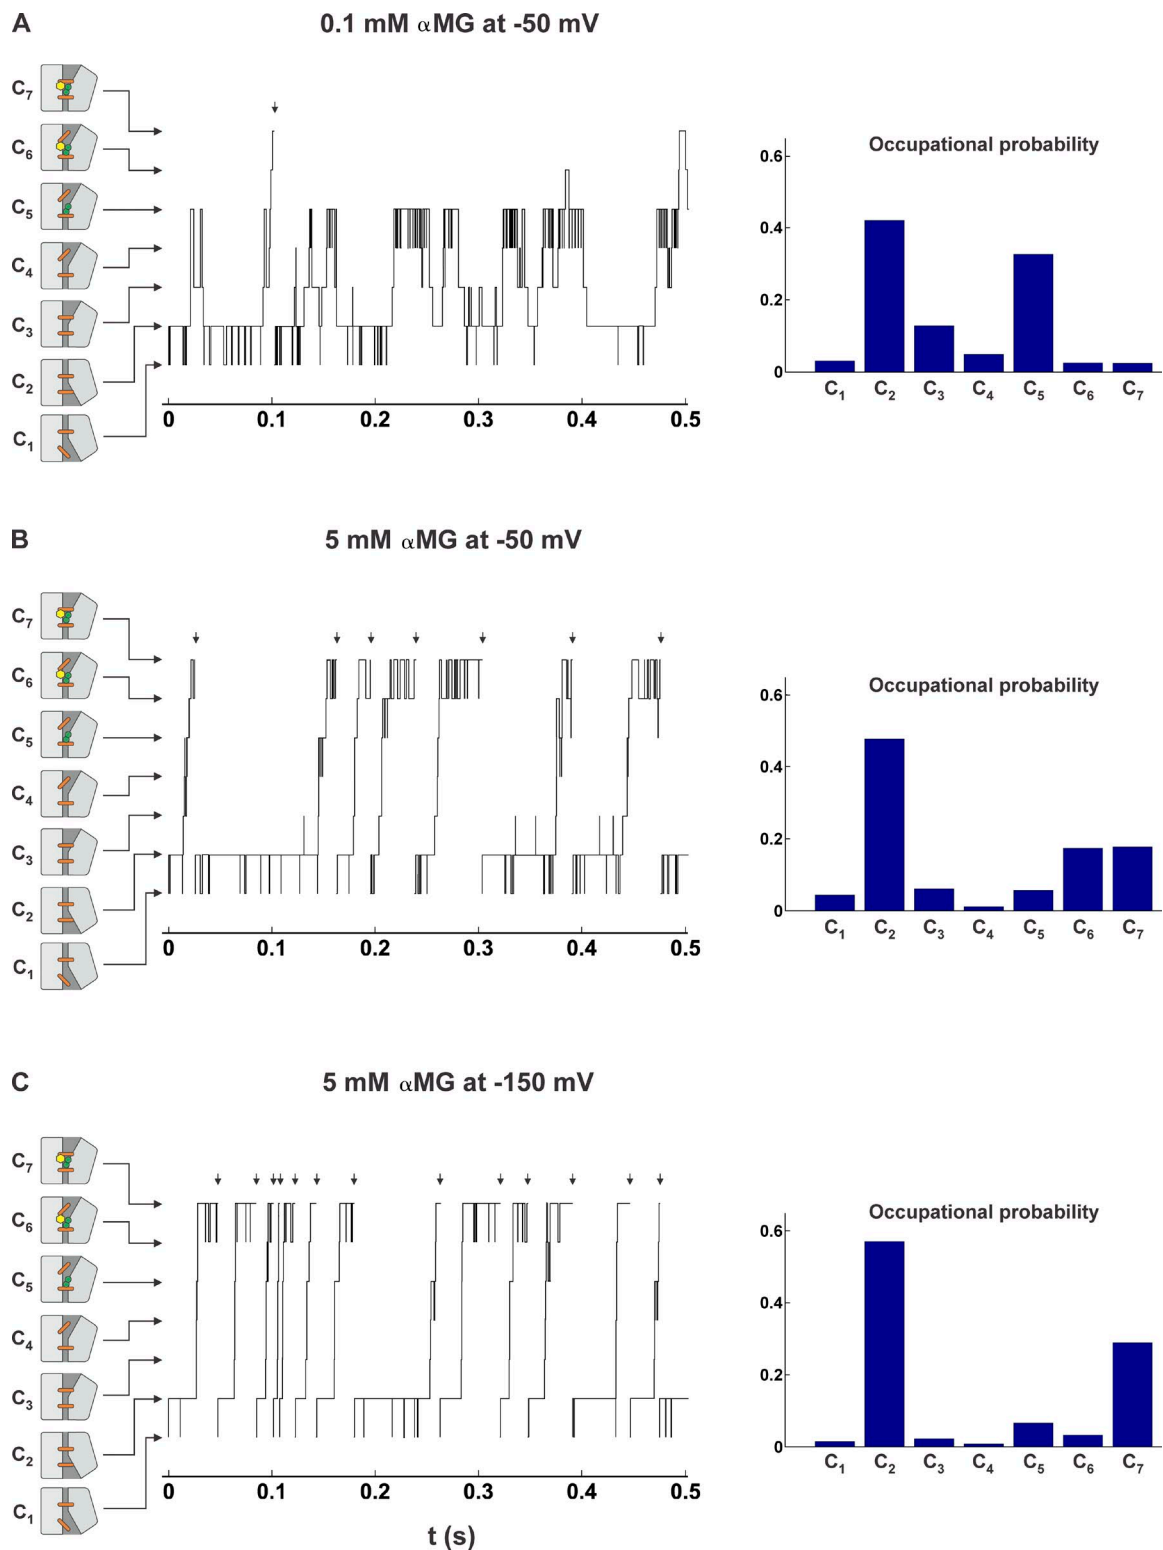 A
0.1 mM αMG at -50 mV
C7
C6
C5
C4
C3
C2
C1
0 0.1 0.2 0.3 0.4 0.5
Occupational probability
0.6
0.4
0.2
0
C1 C2 C3 C4 C5 C6 C7
B
5 mM αMG at -50 mV
C7
C6
C5
C4
C3
C2
C1
0 0.1 0.2 0.3 0.4 0.5
Occupational probability
0.6
0.4
0.2
0
C1 C2 C3 C4 C5 C6 C7
C
5 mM αMG at -150 mV
C7
C6
C5
C4
C3
C2
C1
0 0.1 0.2 0.3 0.4 0.5
t (s)
Occupational probability
0.6
0.4
0.2
0
C1 C2 C3 C4 C5 C6 C7